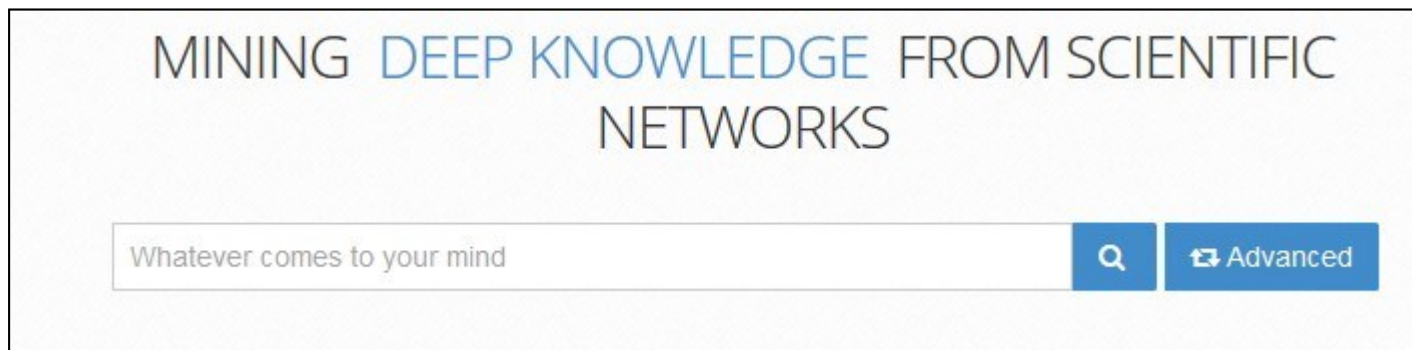 MINING DEEP KNOWLEDGE FROM SCIENTIFIC
NETWORKS
Whatever comes to your mind
Advanced